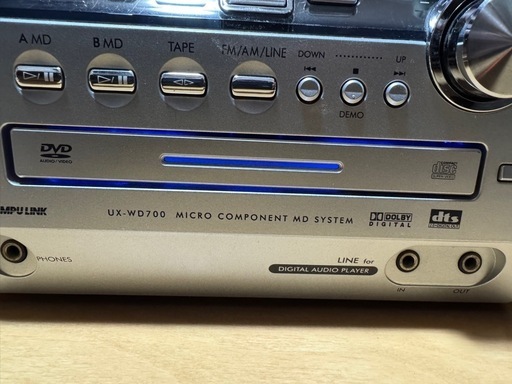 A MD
B MD
TAPE
FM/AM/LINE
DOWN
UP
DEMO
DVD
AUDIO/VIDEO
disc
MPU LINK
UX-WD700 MICRO COMPONENT MD SYSTEM
DOLBY
DIGITAL
dts
PHONES
LINE for
DIGITAL AUDIO PLAYER
IN
OUT